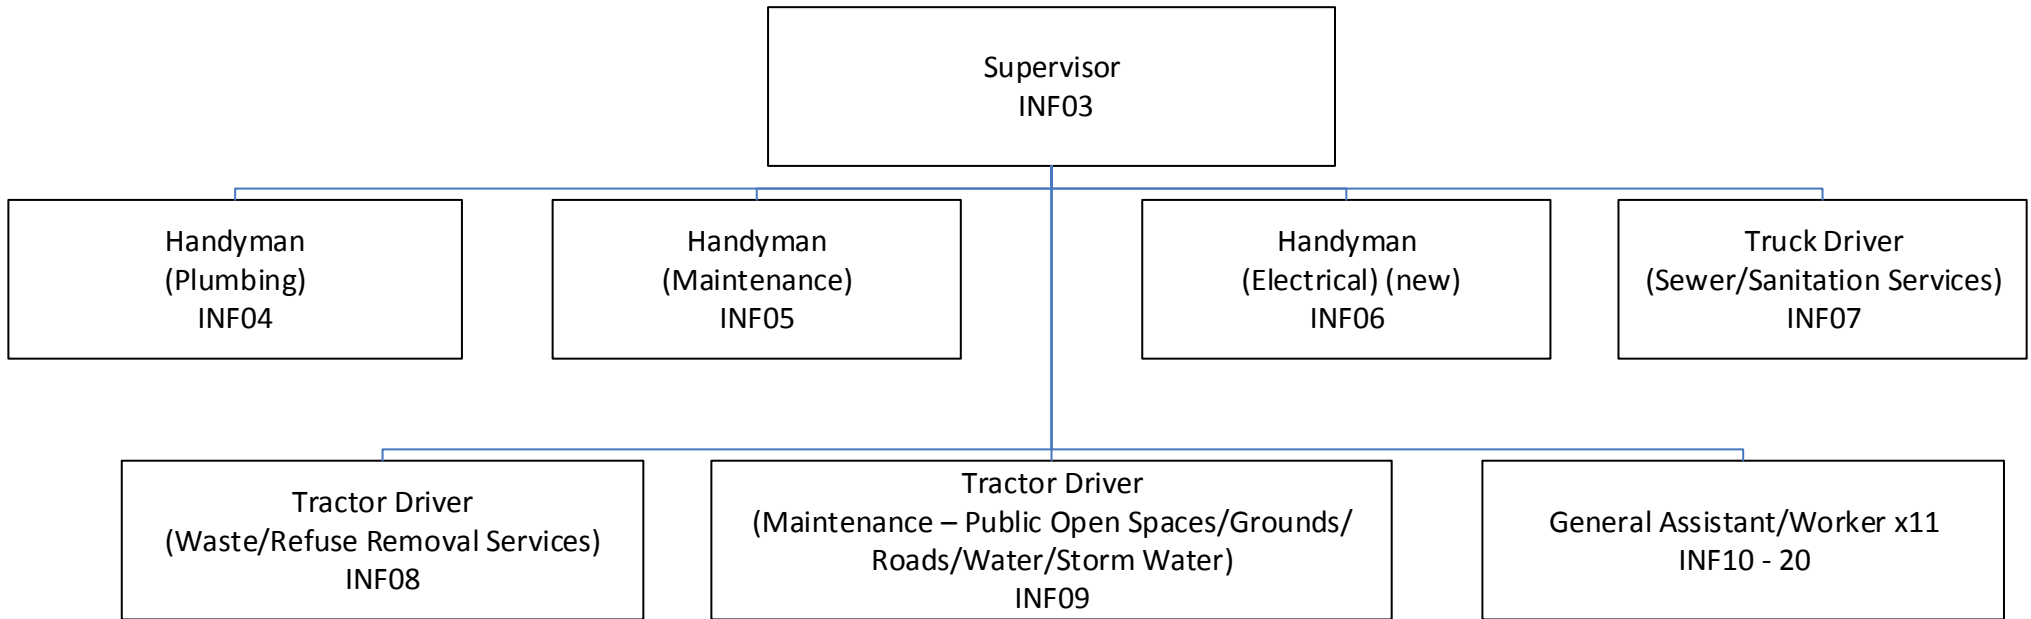 Supervisor
INF03
Handyman
(Plumbing)
INF04
Handyman
(Maintenance)
INF05
Handyman
(Electrical) (new)
INF06
Truck Driver
(Sewer/Sanitation Services)
INF07
Tractor Driver
(Waste/Refuse Removal Services)
INF08
Tractor Driver
(Maintenance – Public Open Spaces/Grounds/
Roads/Water/Storm Water)
INF09
General Assistant/Worker x11
INF10 - 20